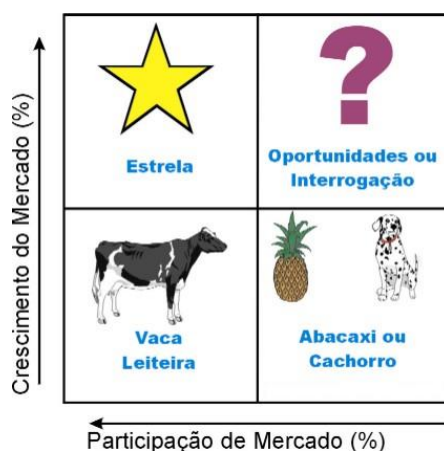 Crescimento do Mercado (%)
Estrela
Oportunidades ou
Interrogação
Vaca
Leiteira
Abacaxi ou
Cachorro
Participação de Mercado (%)